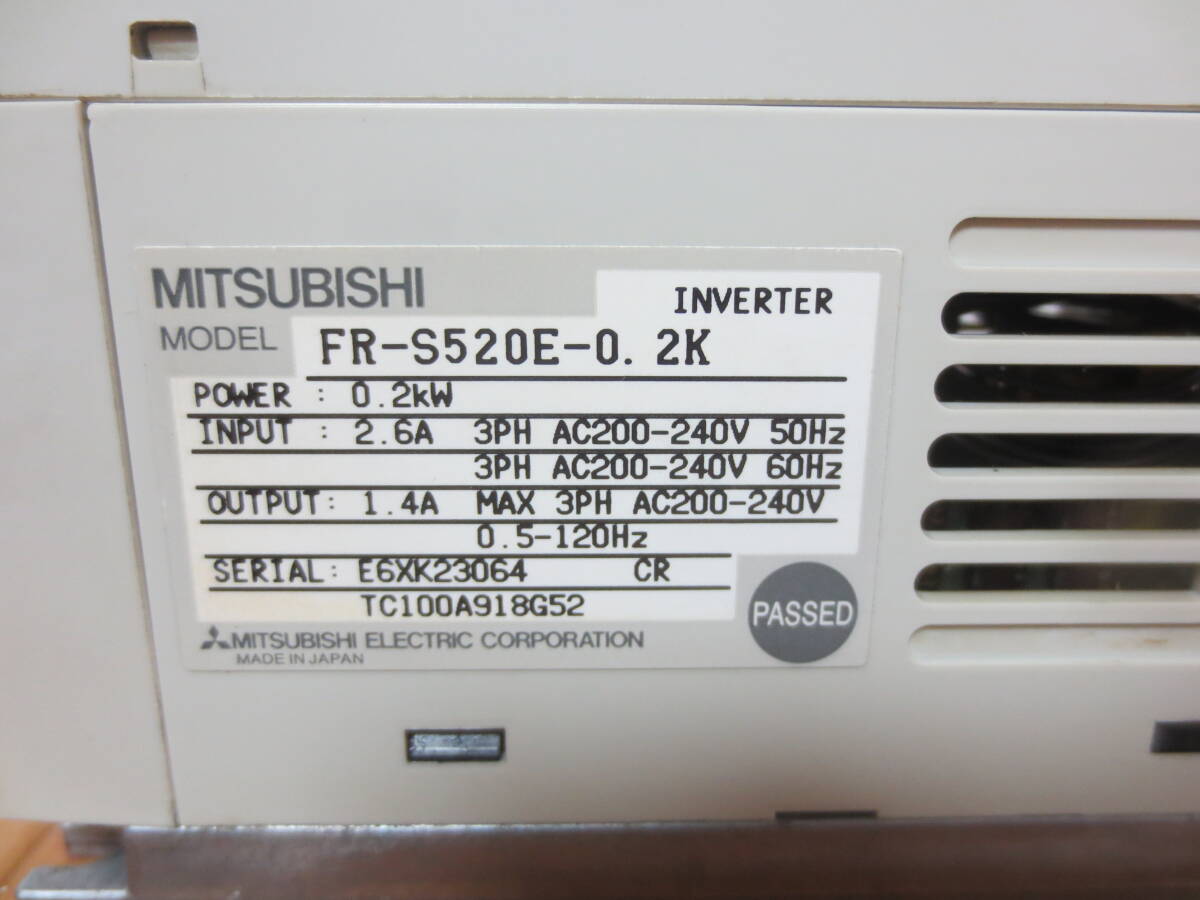 MITSUBISHI
INVERTER
MODEL FR-S520E-0.2K
POWER : 0.2kW
INPUT : 2.6A 3PH AC200-240V 50Hz
3PH AC200-240V 60Hz
OUTPUT: 1.4A MAX 3PH AC200-240V
0.5-120Hz
SERIAL: E6XK23064 CR
TC100A918G52
PASSED
MITSUBISHI ELECTRIC CORPORATION
MADE IN JAPAN